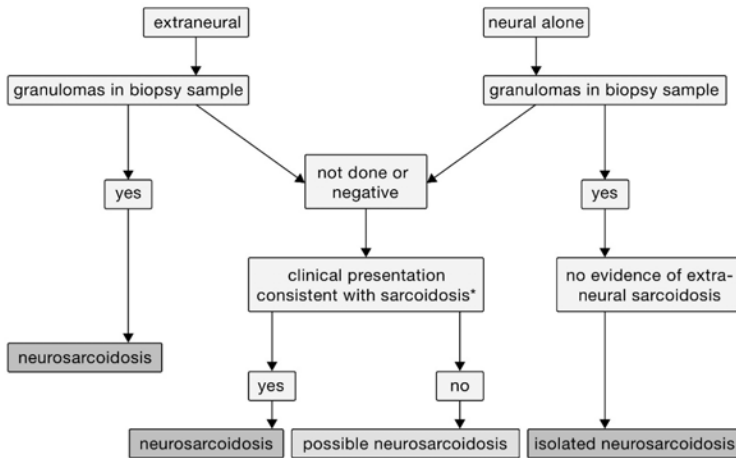 extraneural
neural alone
granulomas in biopsy sample
granulomas in biopsy sample
not done or
negative
yes
yes
clinical presentation
consistent with sarcoidosis*
no evidence of extra-
neural sarcoidosis
neurosarcoidosis
yes
no
neurosarcoidosis
possible neurosarcoidosis
isolated neurosarcoidosis